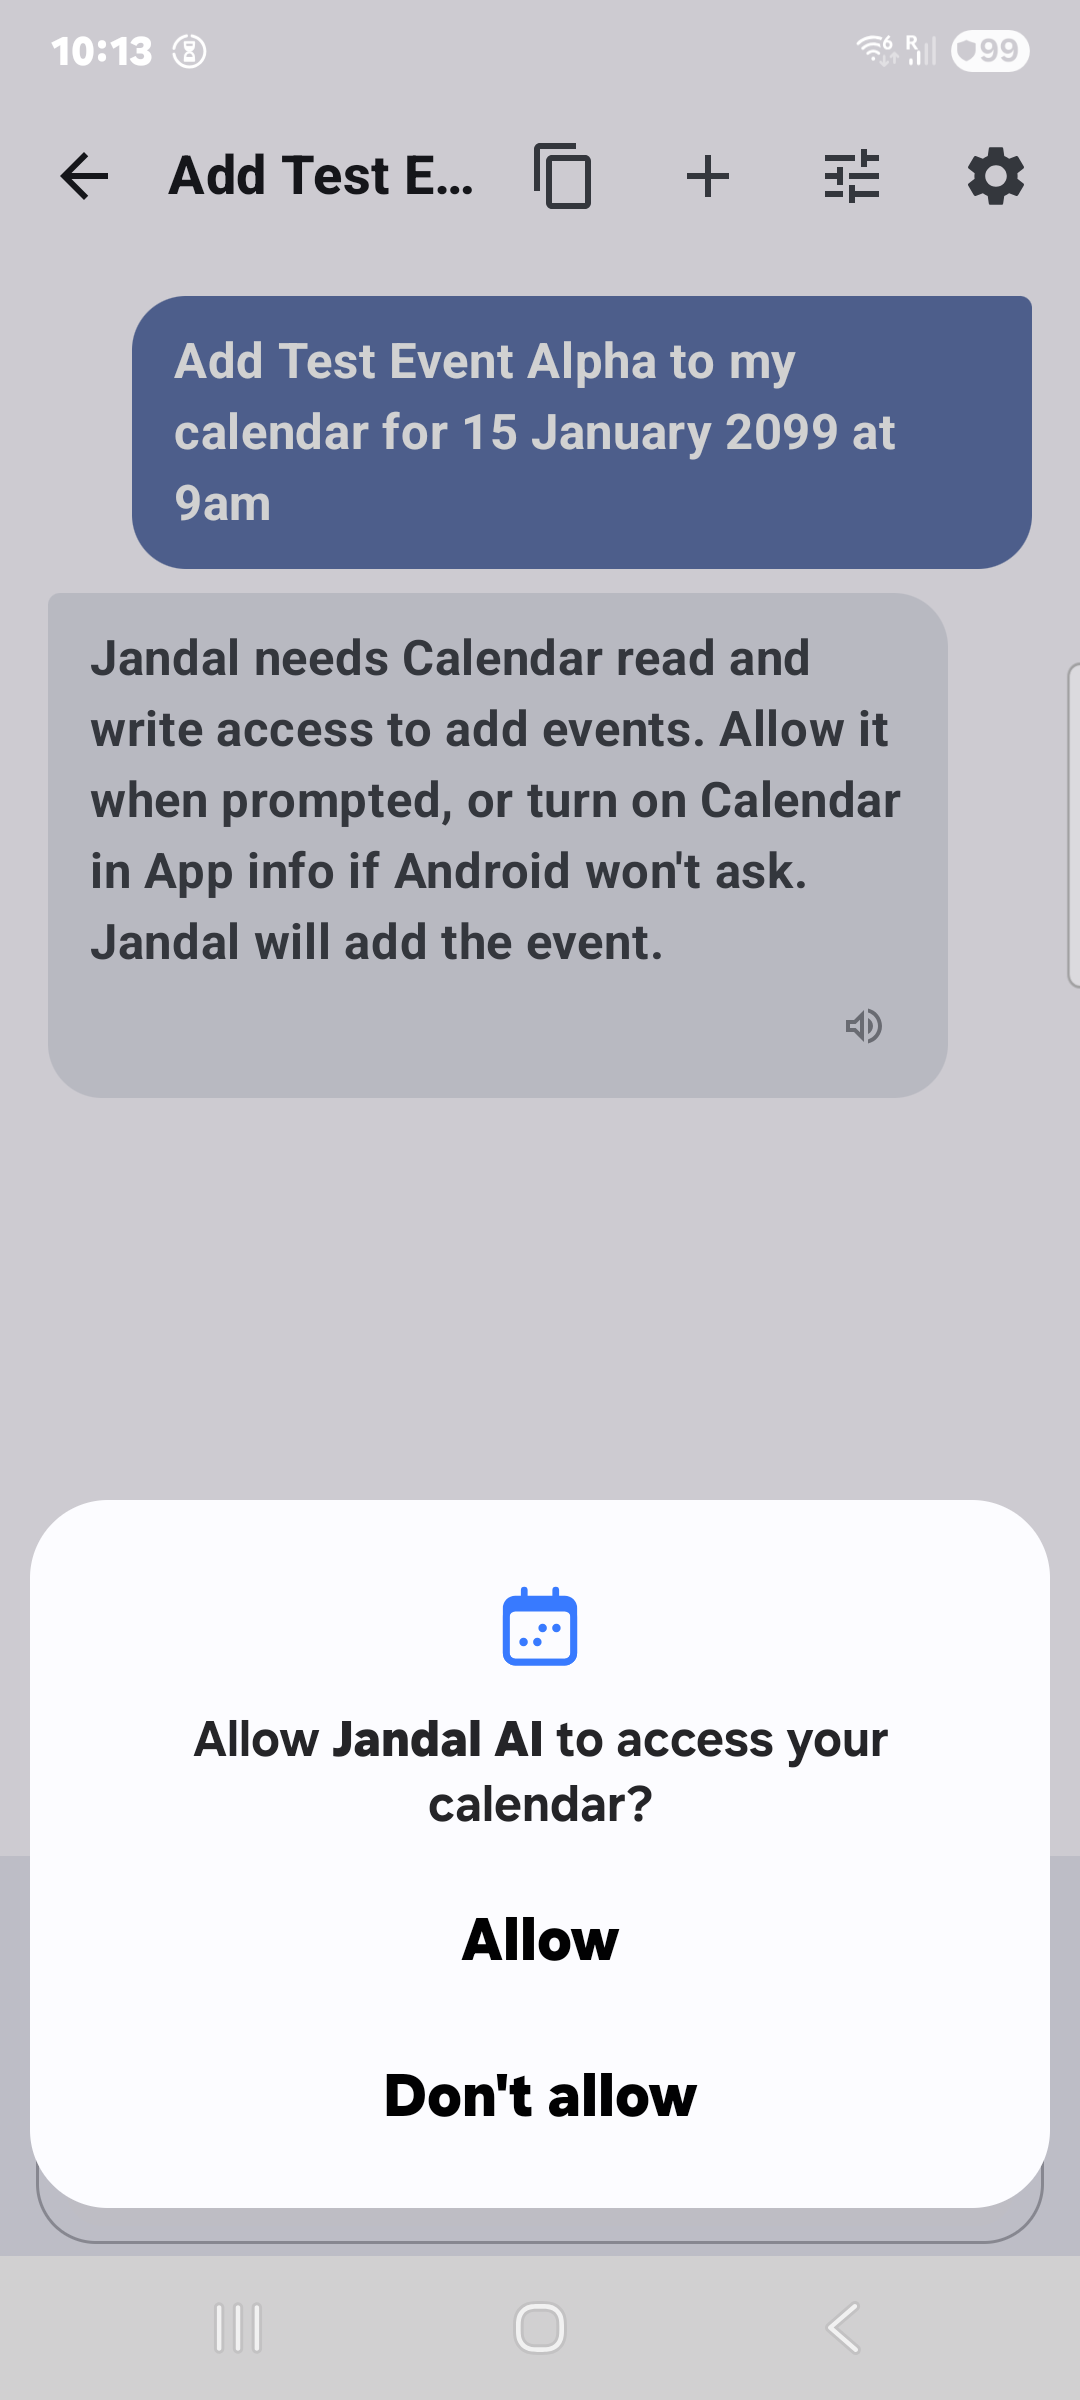 10:13
6
R
99
Add Test E...
Add Test Event Alpha to my
calendar for 15 January 2099 at
9am
Jandal needs Calendar read and
write access to add events. Allow it
when prompted, or turn on Calendar
in App info if Android won't ask.
Jandal will add the event.
Allow Jandal AI to access your
calendar?
Allow
Don't allow